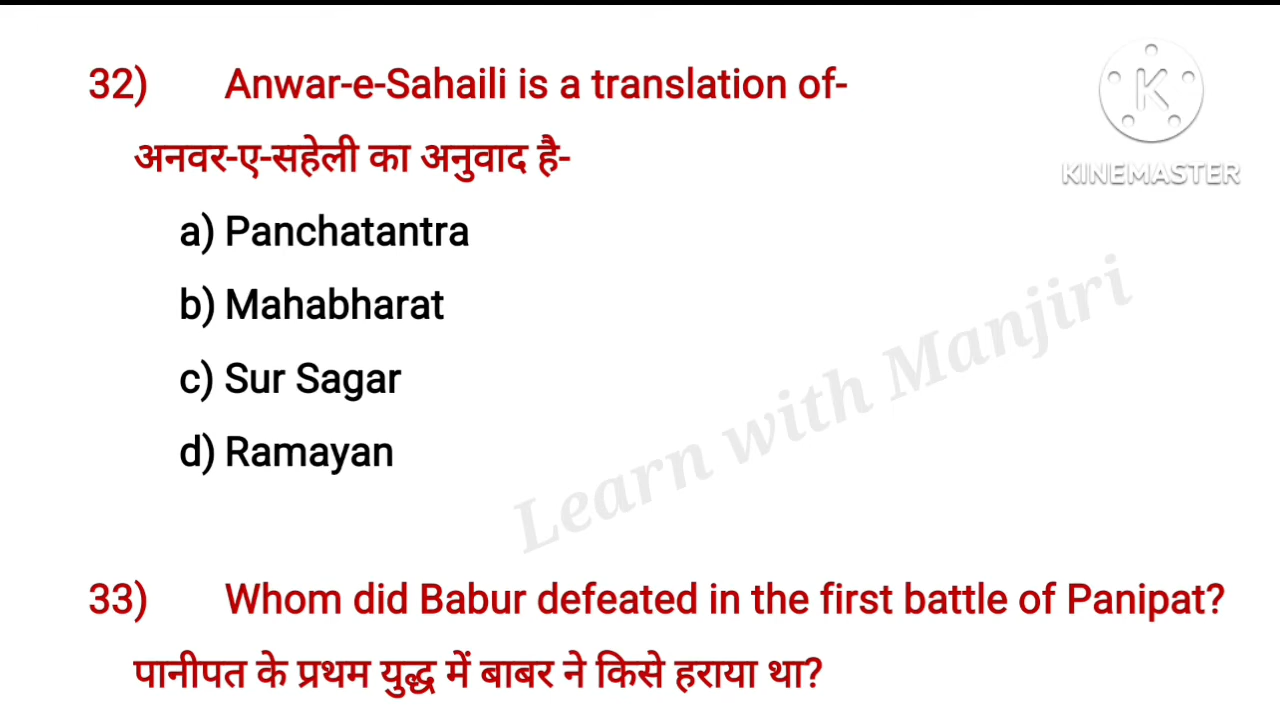 32) Anwar-e-Sahaili is a translation of-
अनवर-ए-सहेली का अनुवाद है-
a) Panchatantra
b) Mahabharat
c) Sur Sagar
d) Ramayan
33) Whom did Babur defeated in the first battle of Panipat?
पानीपत के प्रथम युद्ध में बाबर ने किसे हराया था?
K
KINEMASTER
Learn with Manjiri